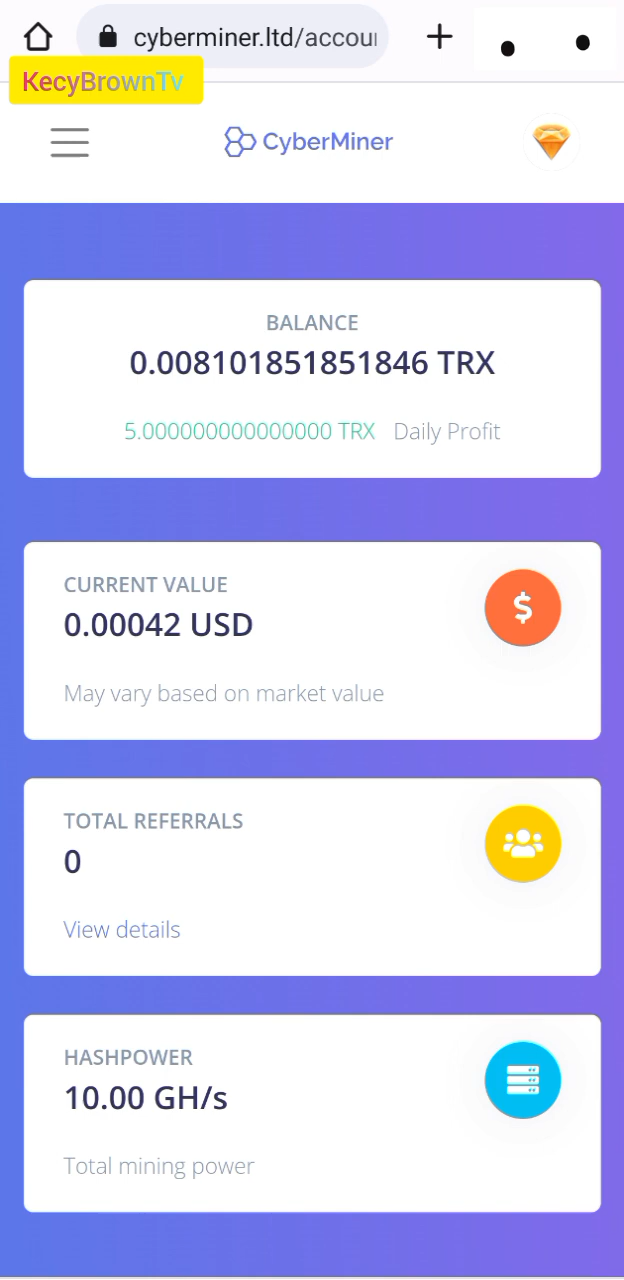 cyberminer.ltd/accou
KecyBrownTv
CyberMiner
BALANCE
0.008101851851846 TRX
5.000000000000000 TRX Daily Profit
CURRENT VALUE
0.00042 USD
May vary based on market value
TOTAL REFERRALS
0
View details
HASHPOWER
10.00 GH/s
Total mining power